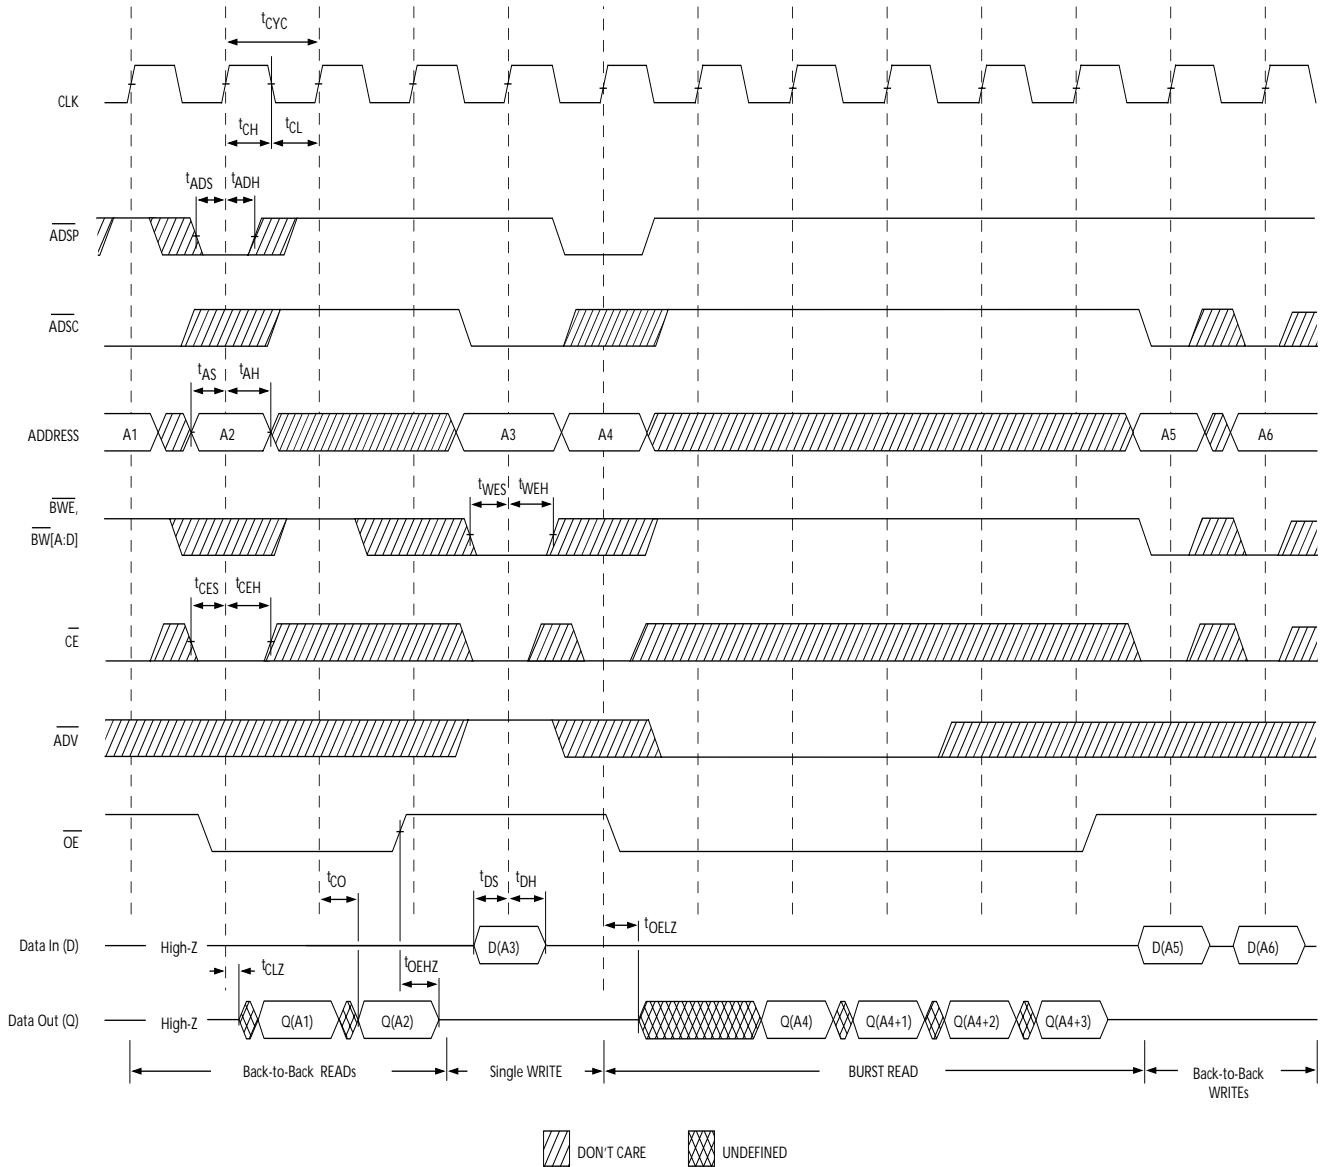 tCYC
CLK
tCH
tCL
tADS
tADH
ADSP
ADSC
tAS
tAH
ADDRESS
A1
A2
A3
A4
A5
A6
tWES
tWEH
BWE,
BW[A:D]
tCES
tCEH
CE
ADV
OE
tCO
tDS
tDH
tOELZ
Data In (D)
High-Z
D(A3)
D(A5)
D(A6)
tCLZ
tOEHZ
Data Out (Q)
High-Z
Q(A1)
Q(A2)
Q(A4)
Q(A4+1)
Q(A4+2)
Q(A4+3)
Back-to-Back READs
Single WRITE
BURST READ
Back-to-Back
WRITEs
DON'T CARE
UNDEFINED